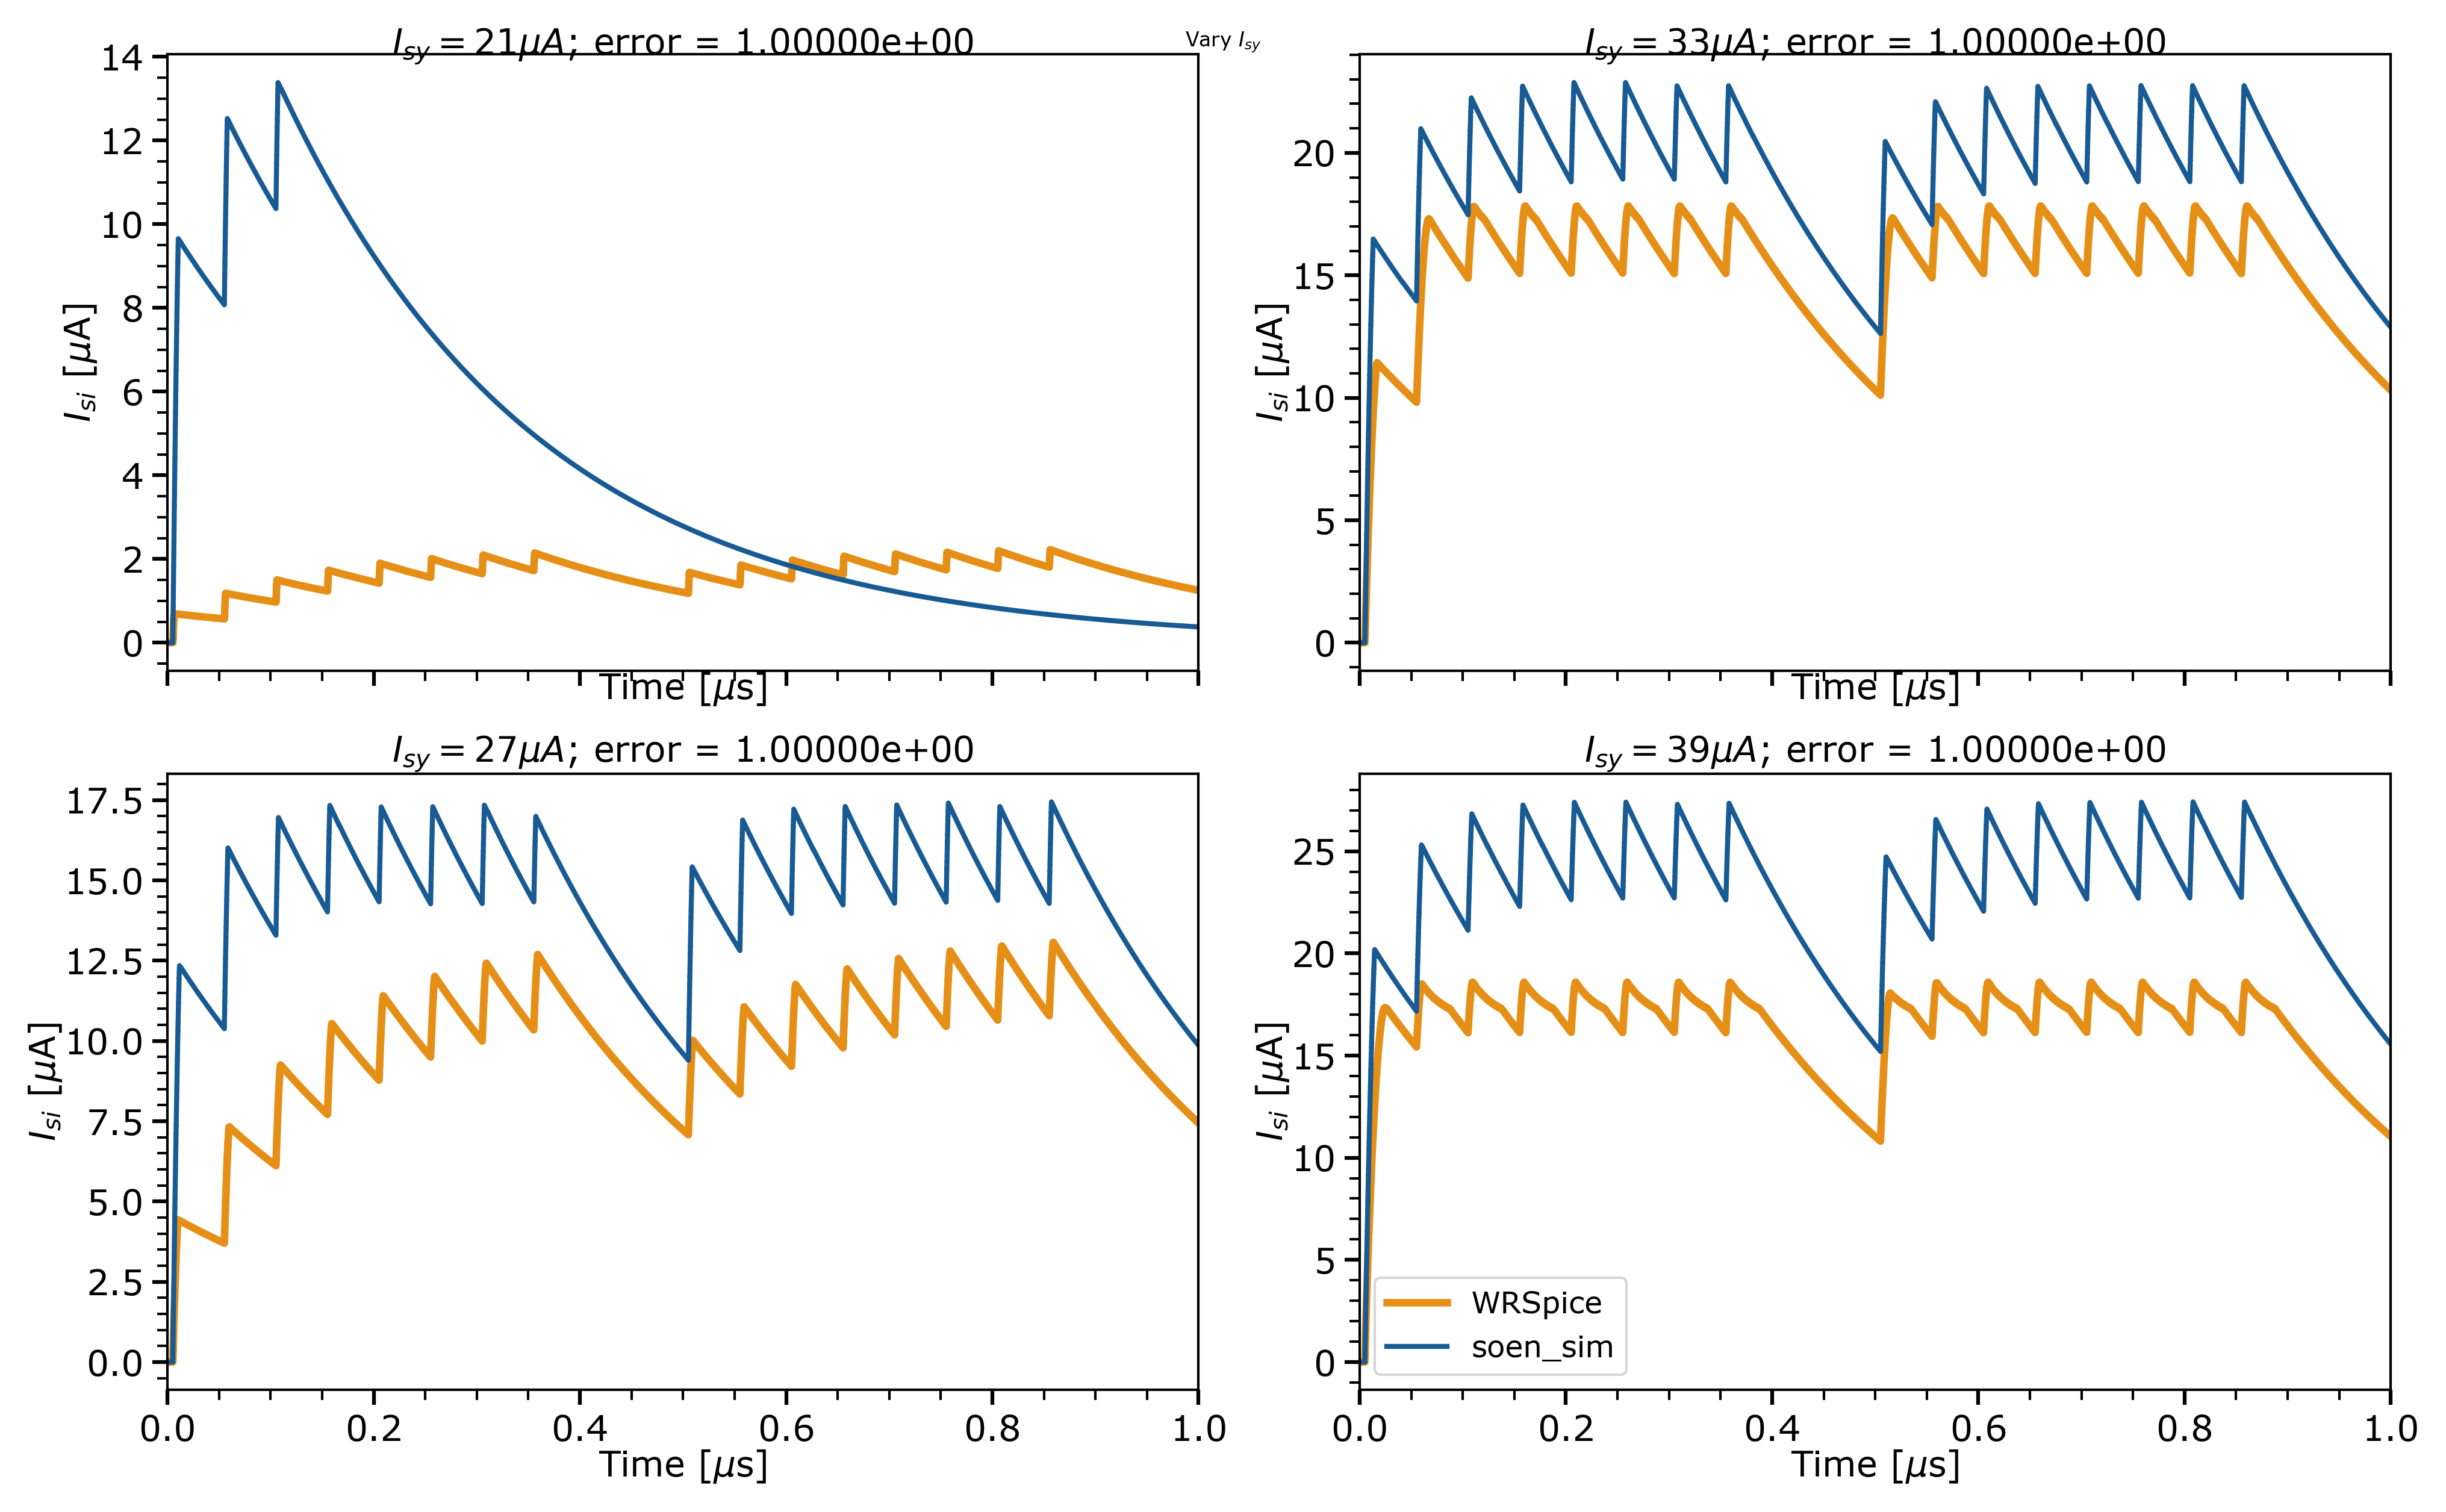 Vary I_sy
I_sy = 21μA; error = 1.00000e+00
14
12
10
8
6
4
2
0
I_si [μA]
Time [μs]
I_sy = 33μA; error = 1.00000e+00
20
15
10
5
0
I_si [μA]
Time [μs]
I_sy = 27μA; error = 1.00000e+00
17.5
15.0
12.5
10.0
7.5
5.0
2.5
0.0
I_si [μA]
0.0 0.2 0.4 0.6 0.8 1.0
Time [μs]
I_sy = 39μA; error = 1.00000e+00
25
20
15
10
5
0
I_si [μA]
WRSpice
soen_sim
0.0 0.2 0.4 0.6 0.8 1.0
Time [μs]